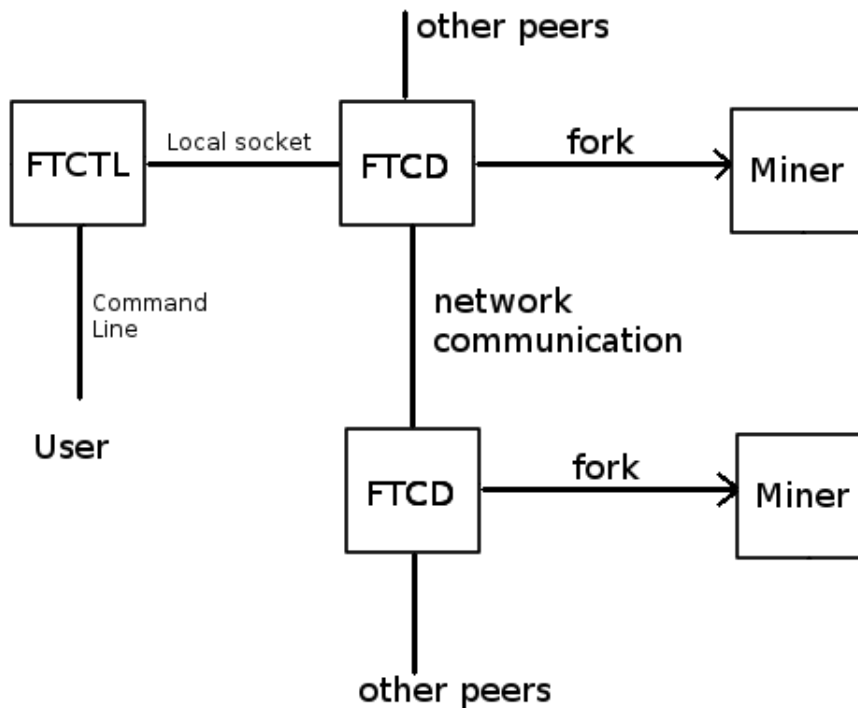 other peers
FTCTL
Local socket
FTCD
fork
Miner
Command
Line
network
communication
User
FTCD
fork
Miner
other peers